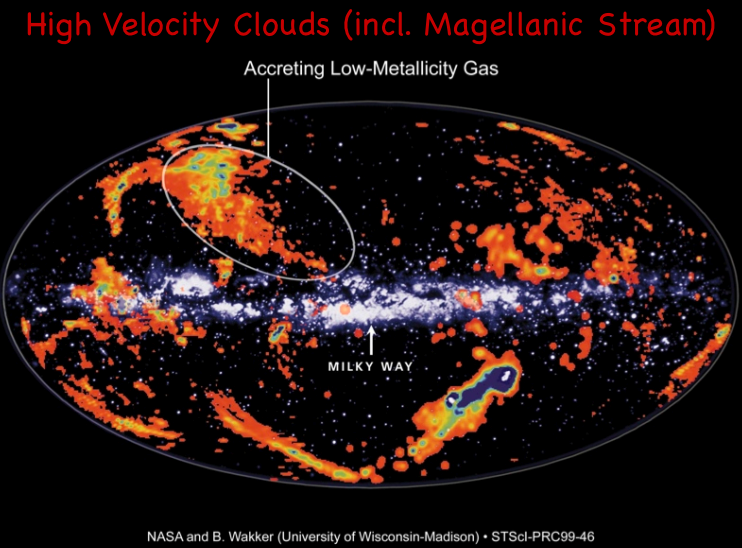 High Velocity Clouds (incl. Magellanic Stream)
Accreting Low-Metallicity Gas
MILKY WAY
NASA and B. Wakker (University of Wisconsin-Madison) • STScI-PRC99-46